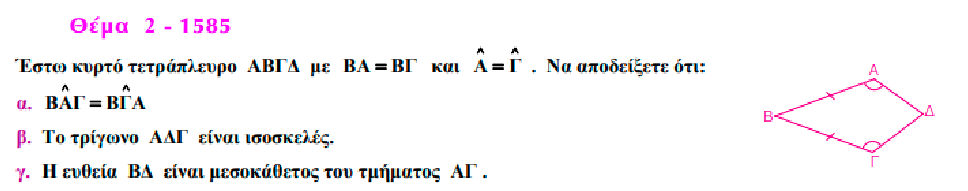 Θέμα 2 - 1585
Έστω κυρτό τετράπλευρο ΑΒΓΔ με ΒΑ = ΒΓ και Â = Γ̂ . Να αποδείξετε ότι:
α. ΒÂΓ = ΒΓ̂Α
β. Το τρίγωνο ΑΔΓ είναι ισοσκελές.
γ. Η ευθεία ΒΔ είναι μεσοκάθετος του τμήματος ΑΓ .
Α
Β
Δ
Γ